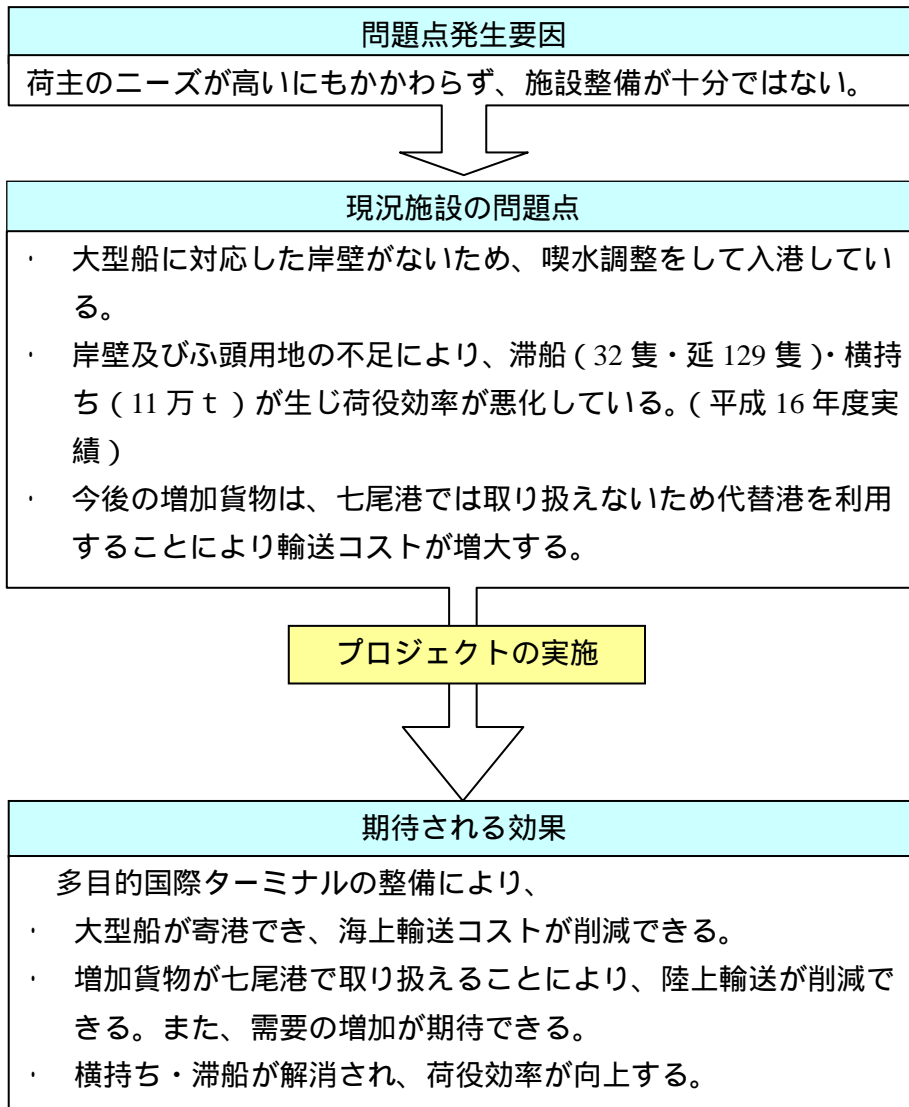 問題点発生要因
荷主のニーズが高いにもかかわらず、施設整備が十分ではない。
現況施設の問題点
・ 大型船に対応した岸壁がないため、喫水調整をして入港してい
る。
・ 岸壁及びふ頭用地の不足により、滞船(32隻・延129隻)・横持
ち(11万t)が生じ荷役効率が悪化している。(平成16年度実
績)
・ 今後の増加貨物は、七尾港では取り扱えないため代替港を利用
することにより輸送コストが増大する。
プロジェクトの実施
期待される効果
多目的国際ターミナルの整備により、
・ 大型船が寄港でき、海上輸送コストが削減できる。
・ 増加貨物が七尾港で取り扱えることにより、陸上輸送が削減で
きる。また、需要の増加が期待できる。
・ 横持ち・滞船が解消され、荷役効率が向上する。